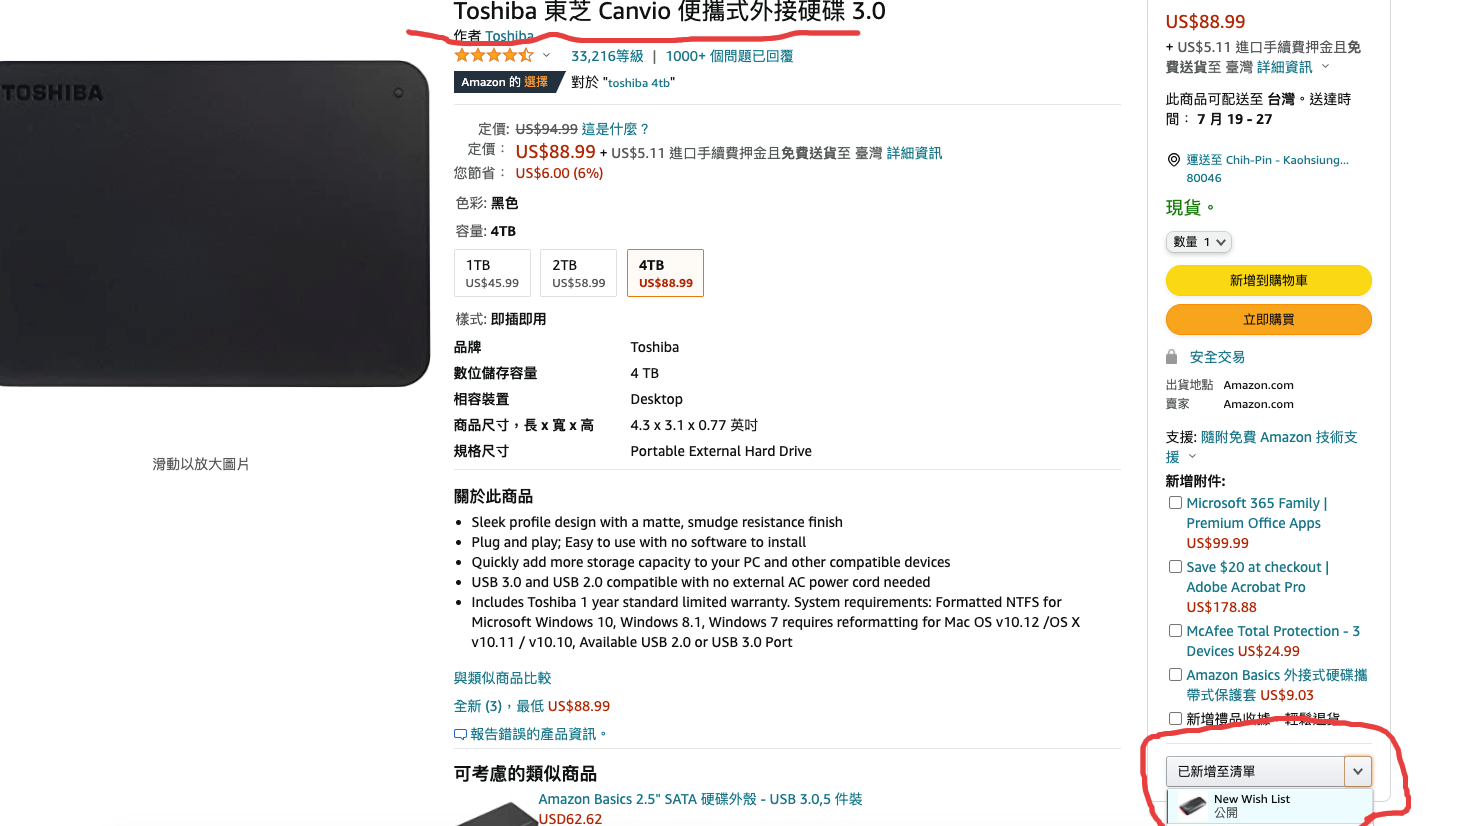 Toshiba 東芝 Canvio 便攜式外接硬碟 3.0
作者 Toshiba
33,216等級 | 1000+ 個問題已回覆
Amazon 的 選擇 對於 "toshiba 4tb"
TOSHIBA
滑動以放大圖片
定價: US$94.99 這是什麼？
定價： US$88.99 + US$5.11 進口手續費押金且免費送貨至 臺灣 詳細資訊
您節省： US$6.00 (6%)
色彩: 黑色
容量: 4TB
1TB 2TB 4TB
US$45.99 US$58.99 US$88.99
樣式: 即插即用
品牌 Toshiba
數位儲存容量 4 TB
相容裝置 Desktop
商品尺寸，長 x 寬 x 高 4.3 x 3.1 x 0.77 英吋
規格尺寸 Portable External Hard Drive
關於此商品
• Sleek profile design with a matte, smudge resistance finish
• Plug and play; Easy to use with no software to install
• Quickly add more storage capacity to your PC and other compatible devices
• USB 3.0 and USB 2.0 compatible with no external AC power cord needed
• Includes Toshiba 1 year standard limited warranty. System requirements: Formatted NTFS for
Microsoft Windows 10, Windows 8.1, Windows 7 requires reformatting for Mac OS v10.12 /OS X
v10.11 / v10.10, Available USB 2.0 or USB 3.0 Port
與類似商品比較
全新 (3)，最低 US$88.99
報告錯誤的產品資訊。
可考慮的類似商品
Amazon Basics 2.5" SATA 硬碟外殼 - USB 3.0,5 件裝
USD62.62
US$88.99
+ US$5.11 進口手續費押金且免
費送貨至 臺灣 詳細資訊
此商品可配送至 台灣。送達時
間： 7 月 19 - 27
運送至 Chih-Pin - Kaohsiung...
80046
現貨。
數量 1
新增到購物車
立即購買
安全交易
出貨地點 Amazon.com
賣家 Amazon.com
支援: 隨附免費 Amazon 技術支
援
新增附件:
Microsoft 365 Family |
Premium Office Apps
US$99.99
Save $20 at checkout |
Adobe Acrobat Pro
US$178.88
McAfee Total Protection - 3
Devices US$24.99
Amazon Basics 外接式硬碟攜
帶式保護套 US$9.03
新增禮品收據，輕鬆退貨
已新增至清單
New Wish List
公開